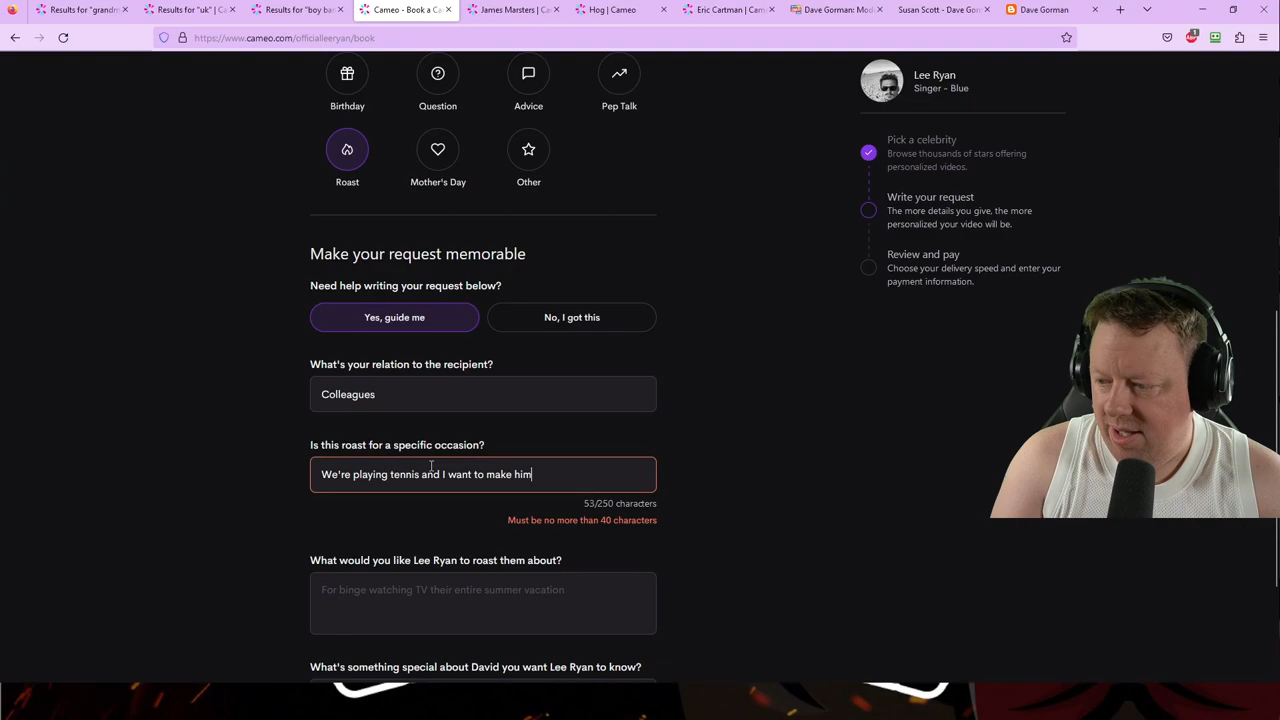 Results for "grandm
Results for "uk" | Ca
Results for "boy ban
Cameo - Book a Ca
James Marsters | Ca
Hog | Cameo
Eric Cartman | Cam
Dave Gorman: Mod
Susan Scott - Dave Gorm
Dave Gorman
https://www.cameo.com/officialleeryan/book
1
Birthday
Question
Advice
Pep Talk
Roast
Mother's Day
Other
Make your request memorable
Need help writing your request below?
Yes, guide me
No, I got this
What's your relation to the recipient?
Colleagues
Is this roast for a specific occasion?
We're playing tennis and I want to make him
53/250 characters
Must be no more than 40 characters
What would you like Lee Ryan to roast them about?
For binge watching TV their entire summer vacation
What's something special about David you want Lee Ryan to know?
Lee Ryan
Singer - Blue
Pick a celebrity
Browse thousands of stars offering
personalized videos.
Write your request
The more details you give, the more
personalized your video will be.
Review and pay
Choose your delivery speed and enter your
payment information.